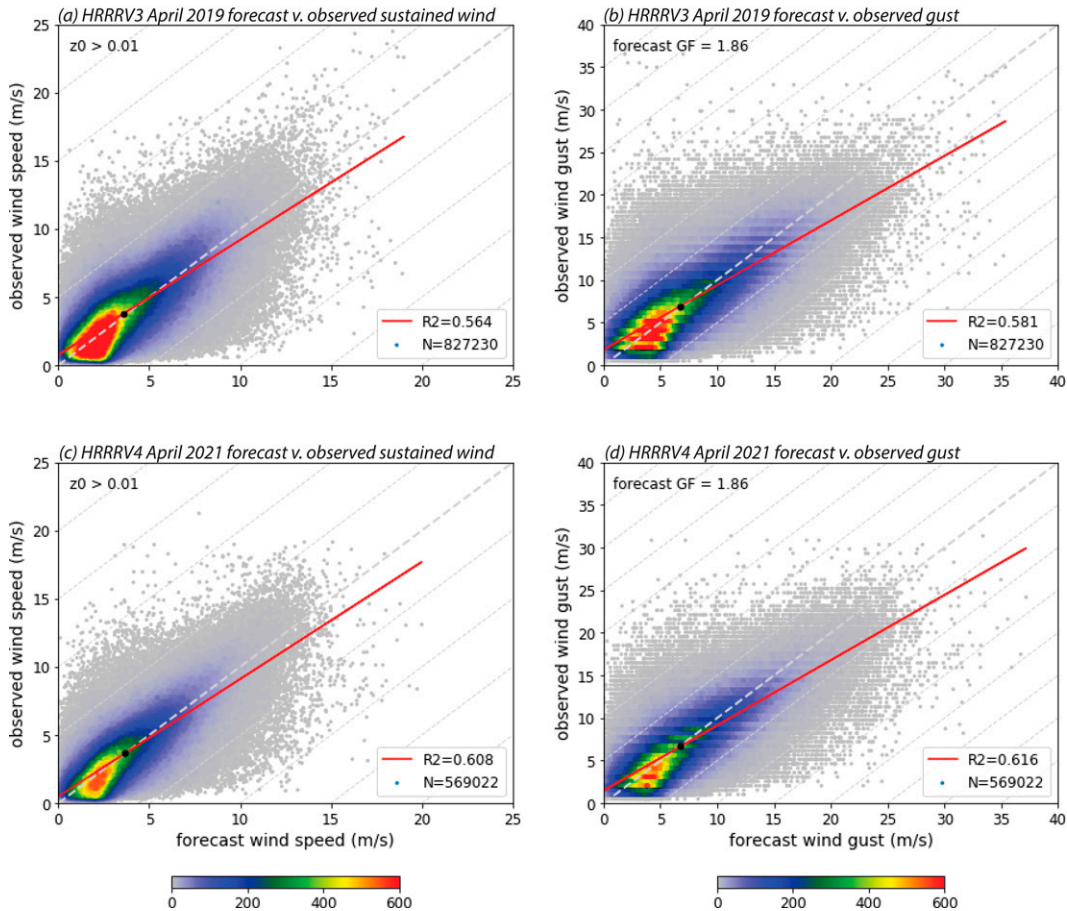 (a) HRRRV3 April 2019 forecast v. observed sustained wind
25
20
15
10
5
0
observed wind speed (m/s)
z0 > 0.01
R2=0.564
N=827230
0 5 10 15 20 25
(b) HRRRV3 April 2019 forecast v. observed gust
40
35
30
25
20
15
10
5
0
observed wind gust (m/s)
forecast GF = 1.86
R2=0.581
N=827230
0 5 10 15 20 25 30 35 40
(c) HRRRV4 April 2021 forecast v. observed sustained wind
25
20
15
10
5
0
observed wind speed (m/s)
z0 > 0.01
R2=0.608
N=569022
0 5 10 15 20 25
forecast wind speed (m/s)
(d) HRRRV4 April 2021 forecast v. observed gust
40
35
30
25
20
15
10
5
0
observed wind gust (m/s)
forecast GF = 1.86
R2=0.616
N=569022
0 5 10 15 20 25 30 35 40
forecast wind gust (m/s)
0 200 400 600
0 200 400 600